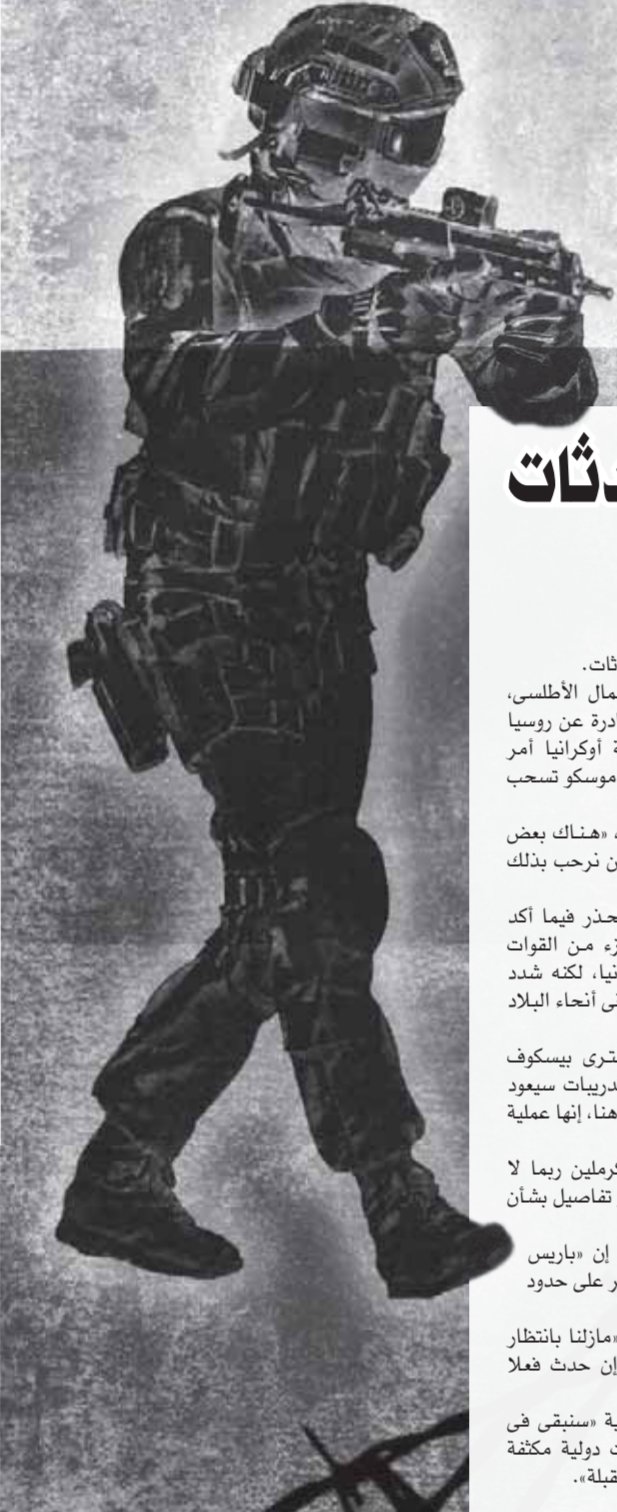 ثات.
الأطلسى،
ادرة عن روسيا
ة أوكرانيا أمر
موسكو تسحب
«هناك بعض
ن نرحب بذلك
حذر فيما أكد
زء من القوات
نيا، لكنه شدد
ى أنحاء البلاد
ترى بيسكوف
دريبات سيعود
هنا، إنها عملية
كرملين ربما لا
تفاصيل بشأن
إن «باريس
ر على حدود
«مازلنا بانتظار
إن حدث فعلا
ية «سنبقى فى
ت دولية مكثفة
قبلة».